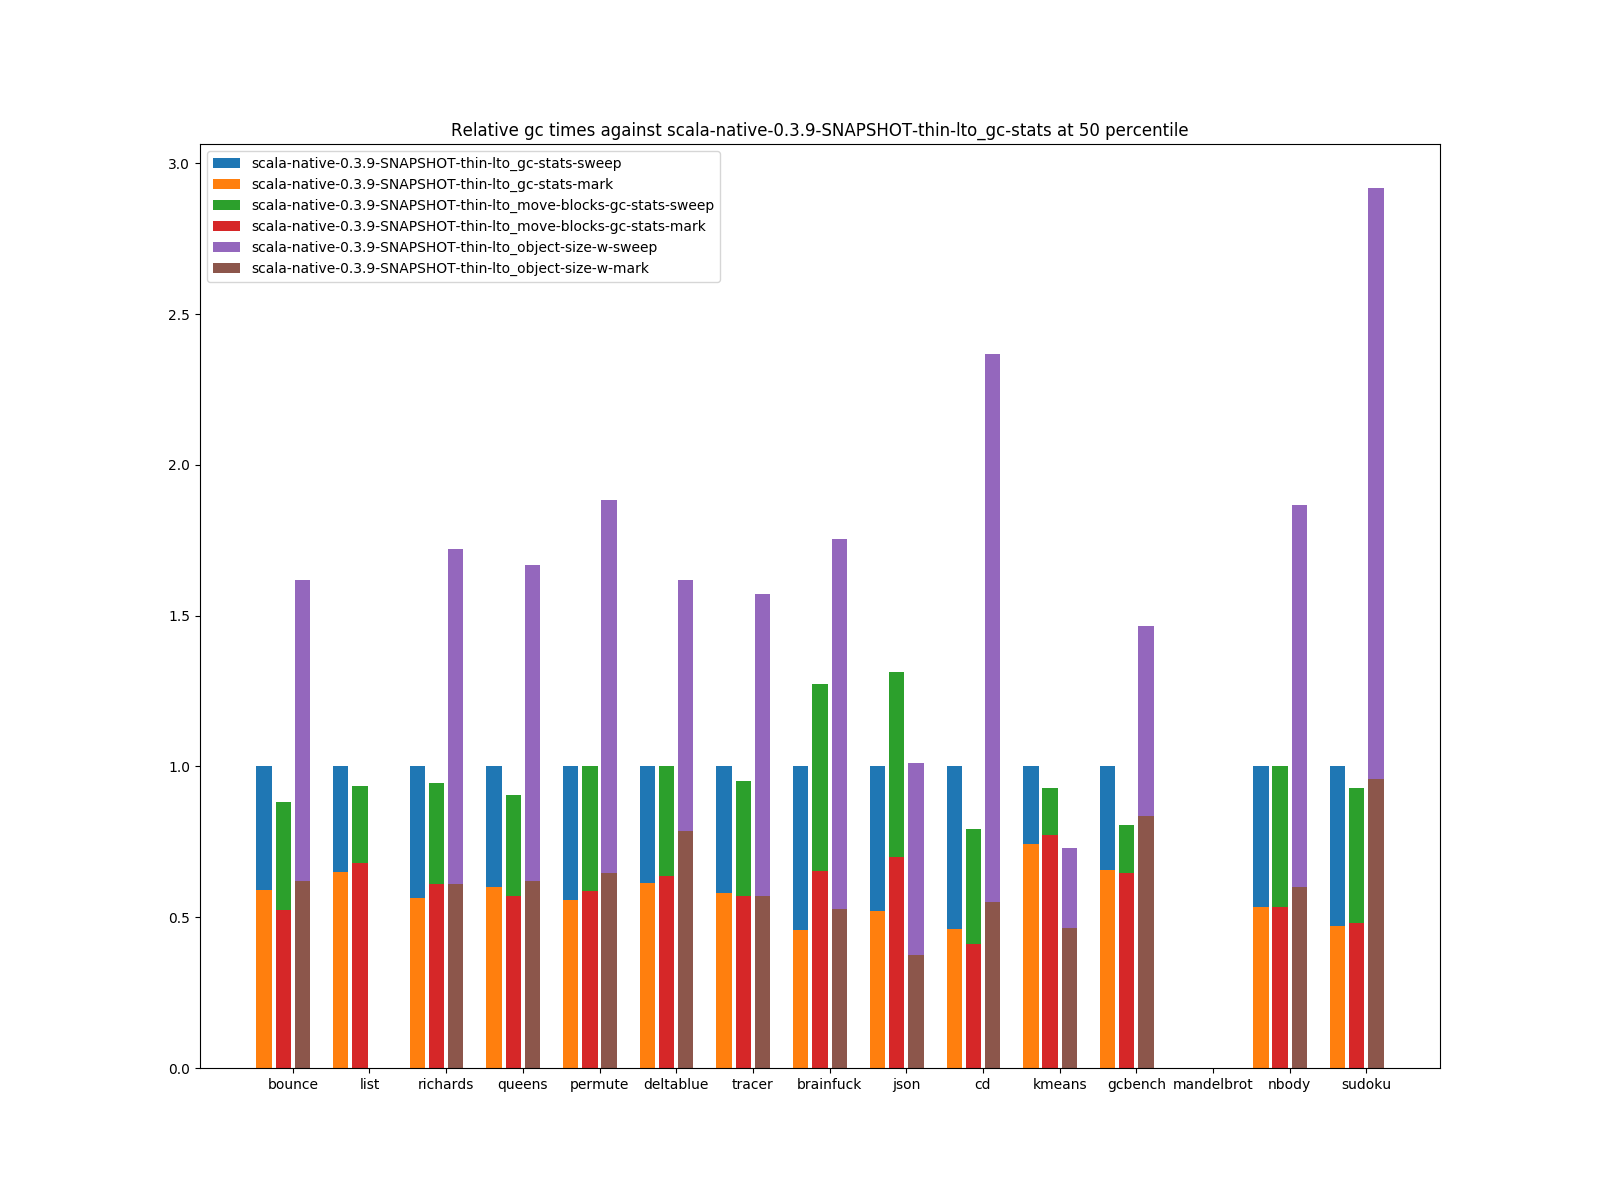 Relative gc times against scala-native-0.3.9-SNAPSHOT-thin-lto_gc-stats at 50 percentile
scala-native-0.3.9-SNAPSHOT-thin-lto_gc-stats-sweep
scala-native-0.3.9-SNAPSHOT-thin-lto_gc-stats-mark
scala-native-0.3.9-SNAPSHOT-thin-lto_move-blocks-gc-stats-sweep
scala-native-0.3.9-SNAPSHOT-thin-lto_move-blocks-gc-stats-mark
scala-native-0.3.9-SNAPSHOT-thin-lto_object-size-w-sweep
scala-native-0.3.9-SNAPSHOT-thin-lto_object-size-w-mark
3.0
2.5
2.0
1.5
1.0
0.5
0.0
bounce list richards queens permute deltablue tracer brainfuck json cd kmeans gcbench mandelbrot nbody sudoku